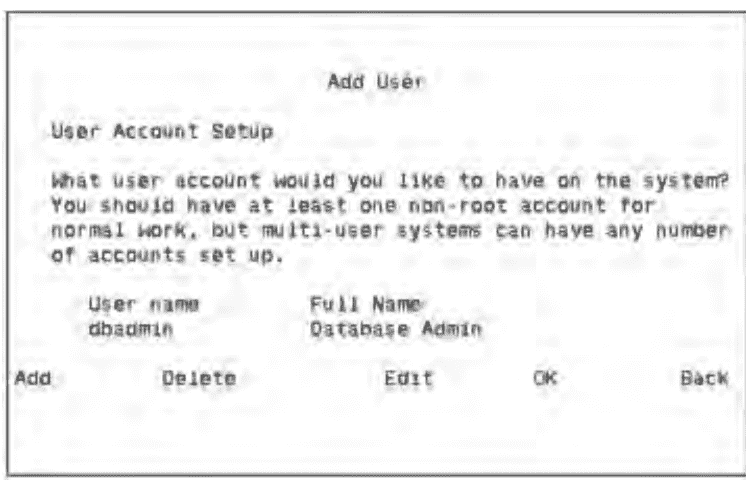 Add User
User Account Setup
What user account would you like to have on the system?
You should have at least one non-root account for
normal work, but multi-user systems can have any number
of accounts set up.
User name Full Name
dbadmin Database Admin
Add Delete Edit OK Back